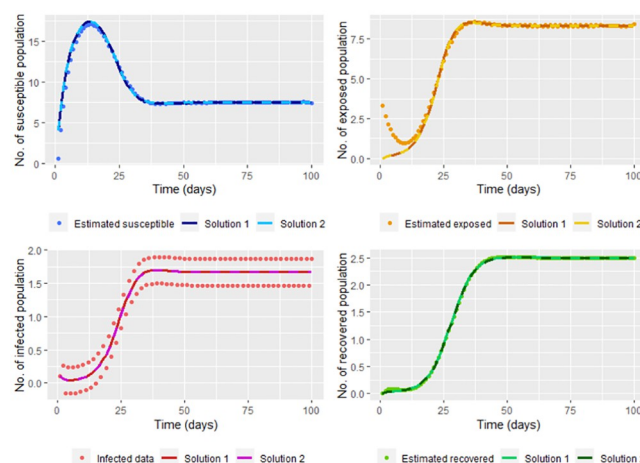 No. of susceptible population
15
10
5
0
0 25 50 75 100
Time (days)
Estimated susceptible Solution 1 Solution 2
No. of exposed population
7.5
5.0
2.5
0.0
0 25 50 75 100
Time (days)
Estimated exposed Solution 1 Solution 2
No. of infected population
2.0
1.5
1.0
0.5
0.0
0 25 50 75 100
Time (days)
Infected data Solution 1 Solution 2
No. of recovered population
2.5
2.0
1.5
1.0
0.5
0.0
0 25 50 75 100
Time (days)
Estimated recovered Solution 1 Solution